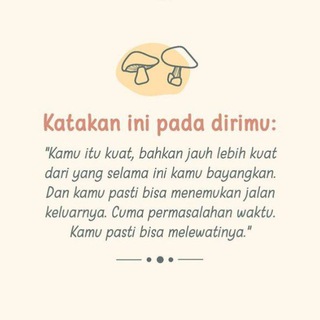 Katakan ini pada dirimu:
"Kamu itu kuat, bahkan jauh lebih kuat
dari yang selama ini kamu bayangkan.
Dan kamu pasti bisa menemukan jalan
keluarnya. Cuma permasalahan waktu.
Kamu pasti bisa melewatinya."